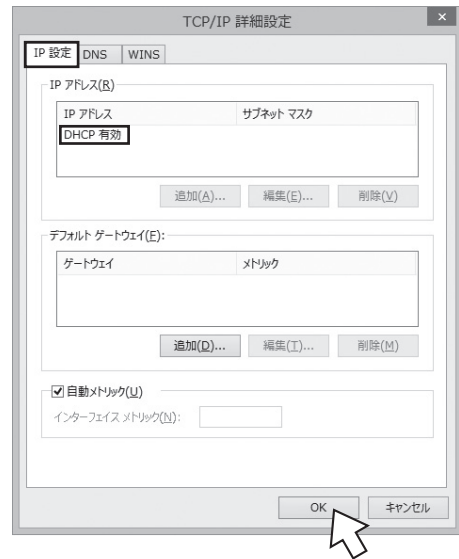 TCP/IP 詳細設定
×
IP 設定 DNS WINS
IP アドレス(R)
IP アドレス サブネット マスク
DHCP 有効
追加(A)... 編集(E)... 削除(V)
デフォルト ゲートウェイ(F):
ゲートウェイ メトリック
追加(D)... 編集(T)... 削除(M)
自動メトリック(U)
インターフェイス メトリック(N):
OK キャンセル